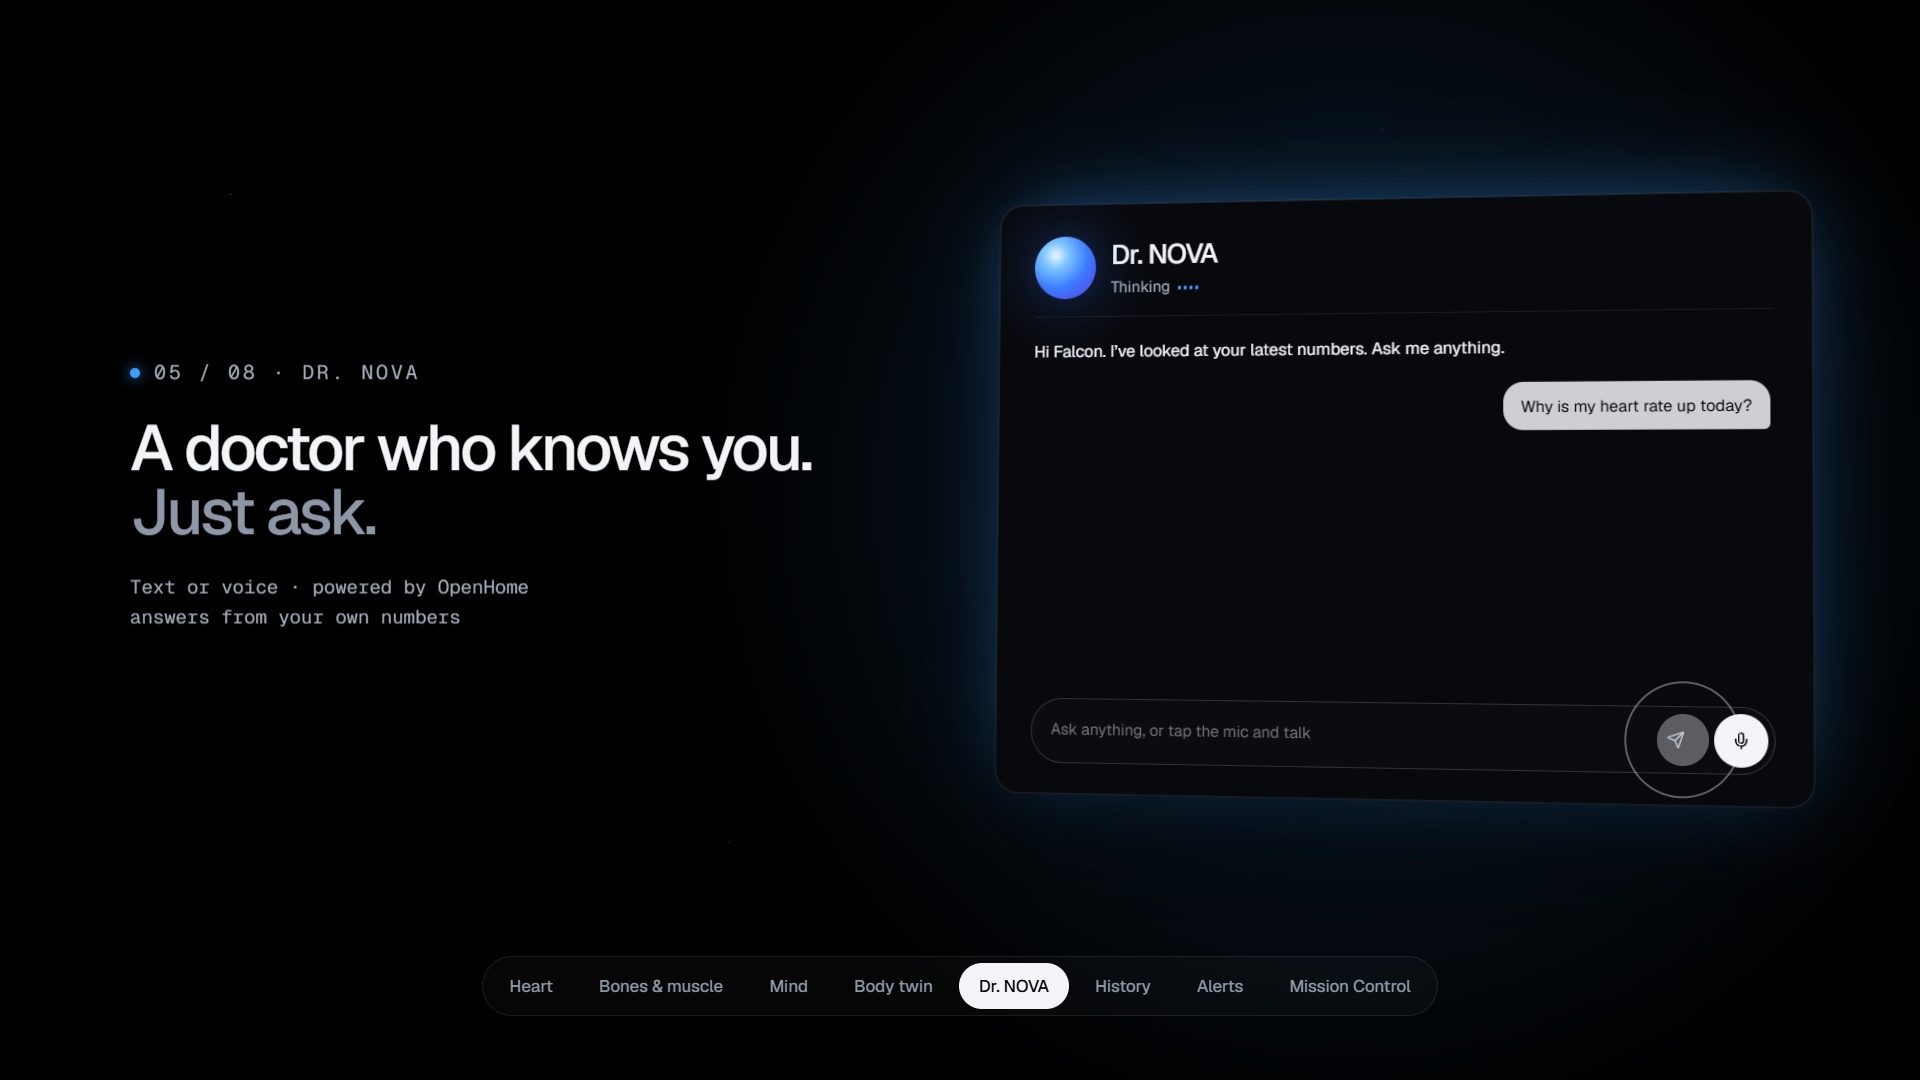 05 / 08 · DR. NOVA
A doctor who knows you.
Just ask.
Text or voice · powered by OpenHome
answers from your own numbers
Dr. NOVA
Thinking
Hi Falcon. I’ve looked at your latest numbers. Ask me anything.
Why is my heart rate up today?
Ask anything, or tap the mic and talk
Heart
Bones & muscle
Mind
Body twin
Dr. NOVA
History
Alerts
Mission Control